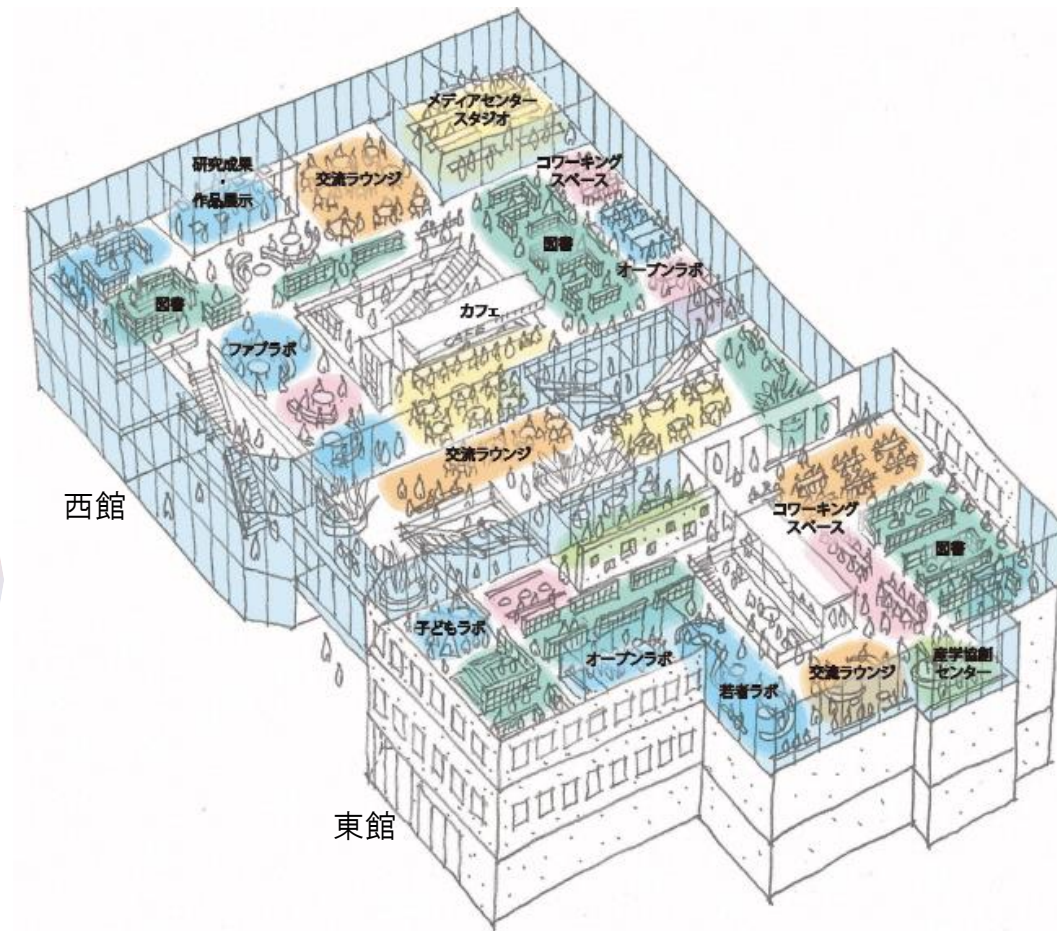 メディアセンター
スタジオ
研究成果
・
作品展示
交流ラウンジ
コワーキング
スペース
図書
オープンラボ
図書
カフェ
CAFE
ファブラボ
交流ラウンジ
西館
コワーキング
スペース
図書
子どもラボ
オープンラボ
若者ラボ
交流ラウンジ
産学協創
センター
東館